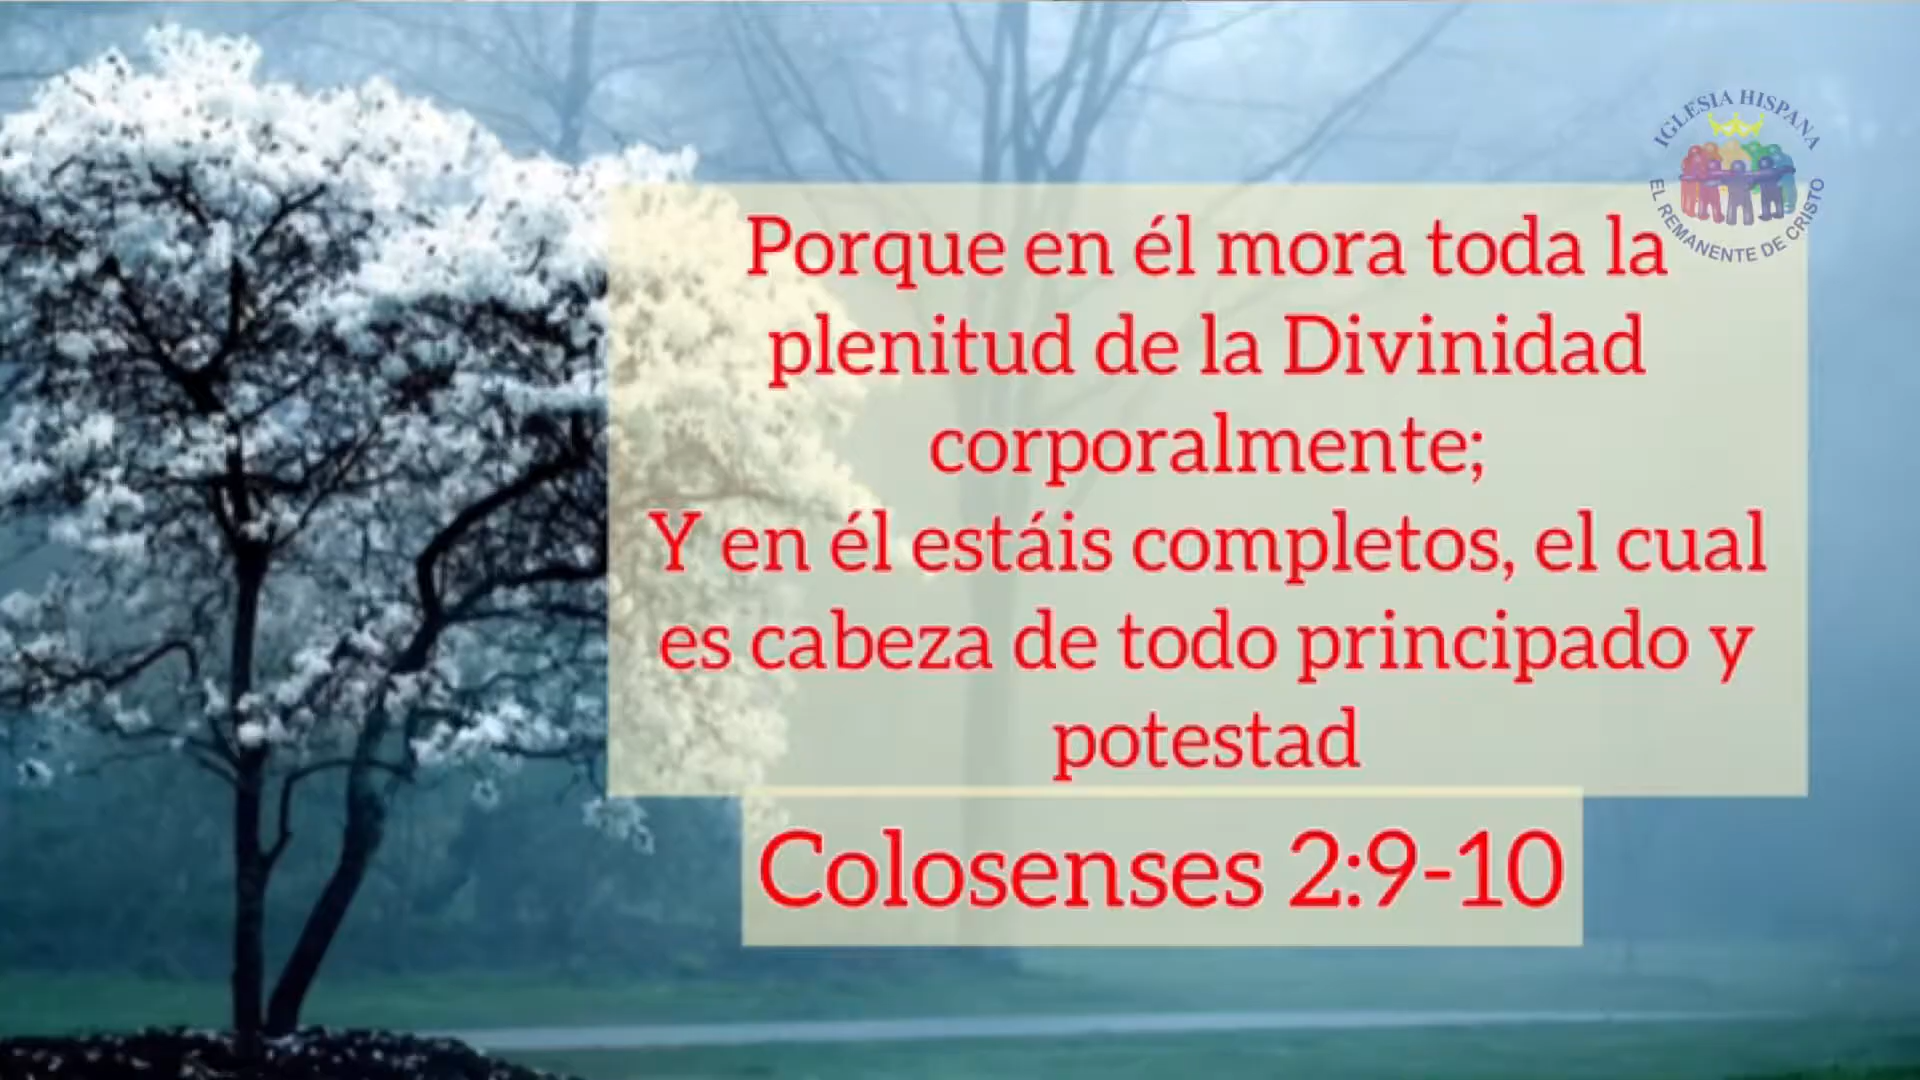 IGLESIA HISPANA
EL REMANENTE DE CRISTO
Porque en él mora toda la
plenitud de la Divinidad
corporalmente;
Y en él estáis completos, el cual
es cabeza de todo principado y
potestad
Colosenses 2:9-10